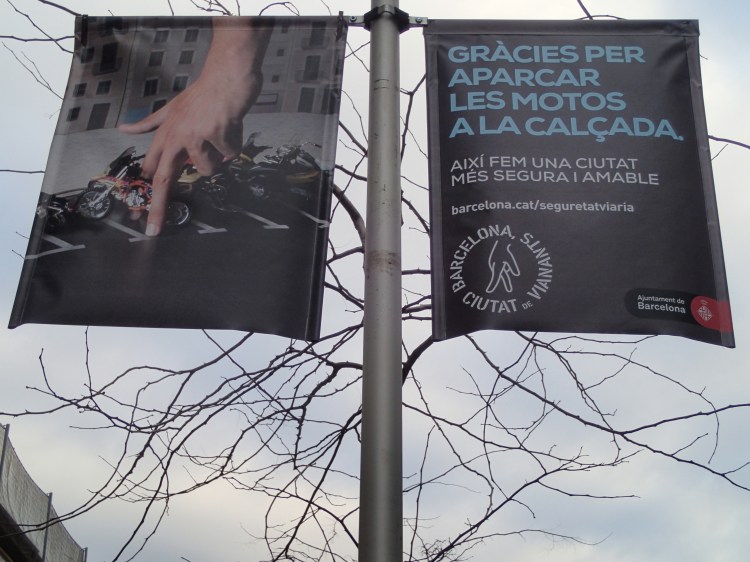 GRÀCIES PER
APARCAR
LES MOTOS
A LA CALÇADA.
AIXÍ FEM UNA CIUTAT
MÉS SEGURA I AMABLE
barcelona.cat/seguretatviaria
BARCELONA,
CIUTAT DE VIANANTS
Ajuntament de
Barcelona